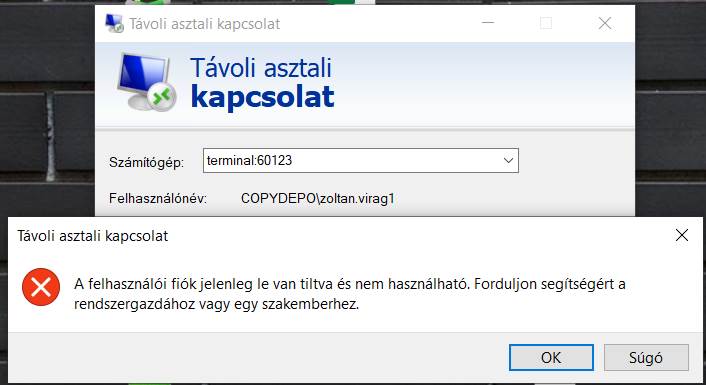 Távoli asztali kapcsolat
Távoli asztali
kapcsolat
Számítógép:
terminal:60123
Felhasználónév:
COPYDEPO\zoltan.virag1
Távoli asztali kapcsolat
A felhasználói fiók jelenleg le van tiltva és nem használható. Forduljon segítségért a
rendszergazdához vagy egy szakemberhez.
OK
Súgó